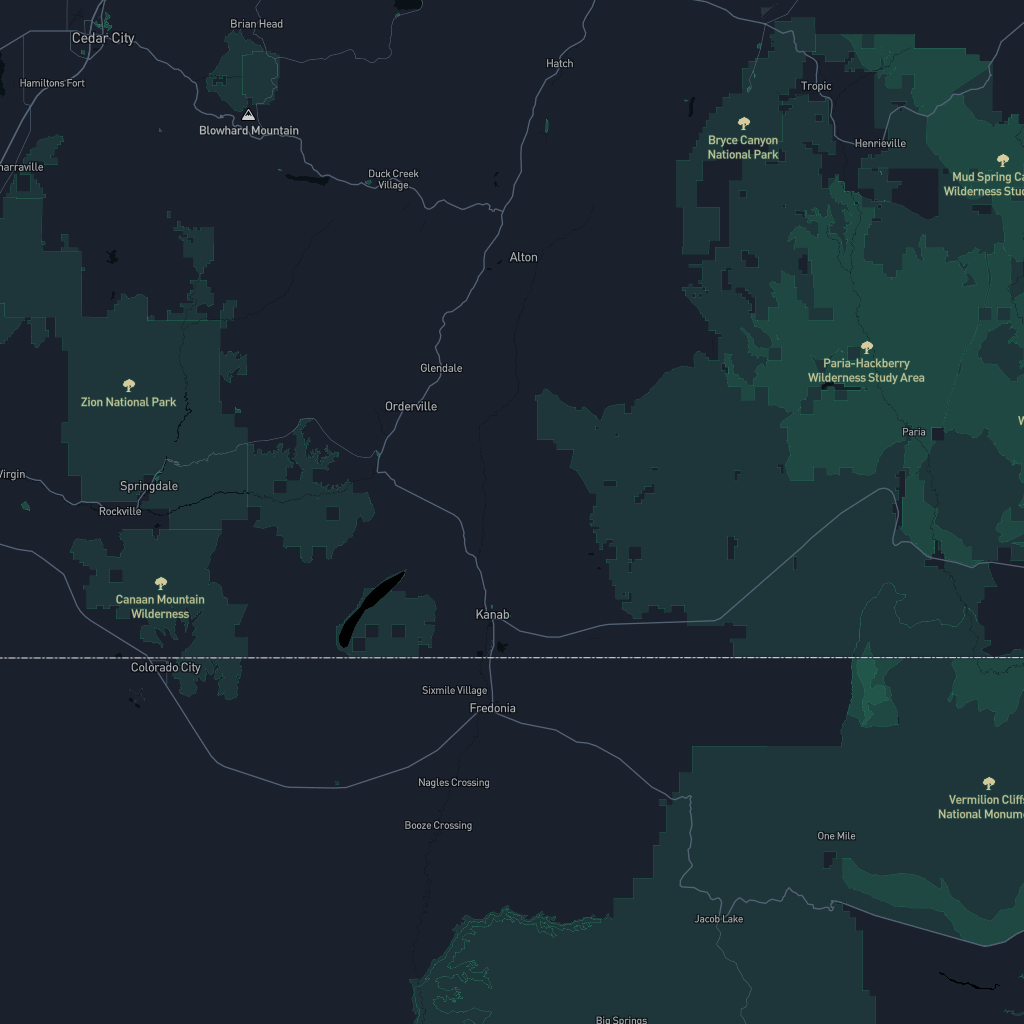 Brian Head
Cedar City
Hatch
Hamiltons Fort
Tropic
Blowhard Mountain
Bryce Canyon
National Park
Henrieville
Duck Creek
Village
Mud Spring Ca
Wilderness Stu
Alton
Paria-Hackberry
Wilderness Study Area
Glendale
Zion National Park
Orderville
Paria
W
Virgin
Springdale
Rockville
Canaan Mountain
Wilderness
Kanab
Colorado City
Sixmile Village
Fredonia
Nagles Crossing
Vermilion Cliffs
National Monume
Booze Crossing
One Mile
Jacob Lake
Big Springs